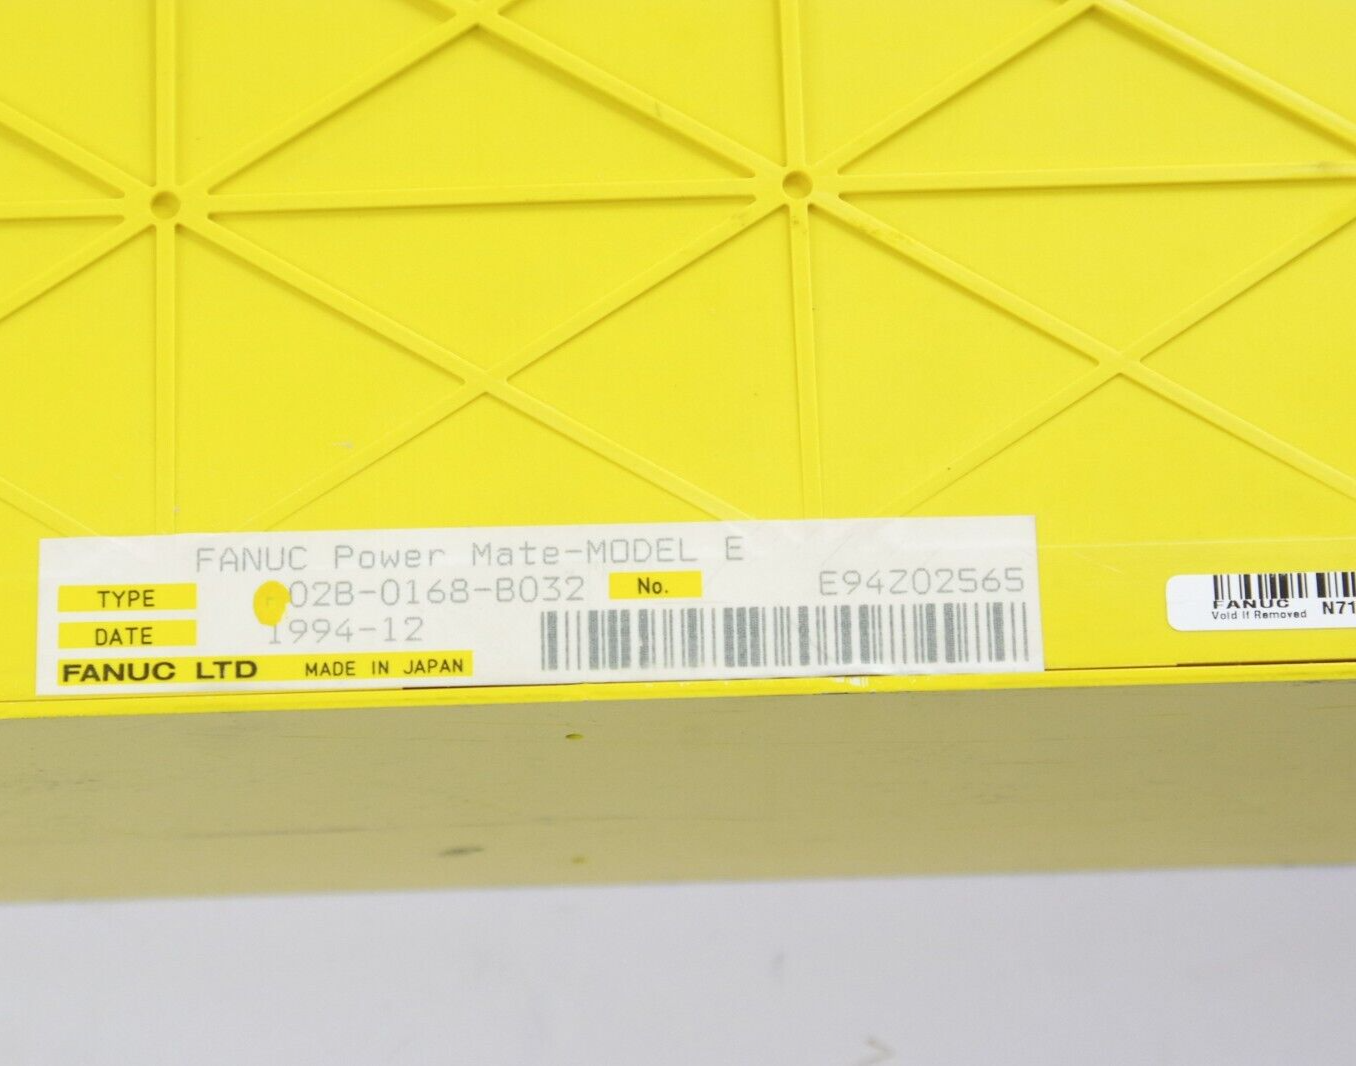 FANUC Power Mate-MODEL E
TYPE 02B-0168-B032 No. E94Z02565
DATE 1994-12
FANUC LTD MADE IN JAPAN
FANUC N71
Void If Removed